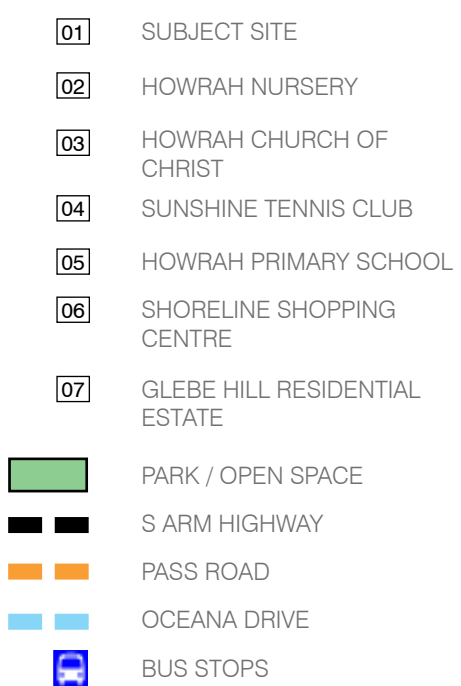 01 SUBJECT SITE
02 HOWRAH NURSERY
03 HOWRAH CHURCH OF
CHRIST
04 SUNSHINE TENNIS CLUB
05 HOWRAH PRIMARY SCHOOL
06 SHORELINE SHOPPING
CENTRE
07 GLEBE HILL RESIDENTIAL
ESTATE
PARK / OPEN SPACE
S ARM HIGHWAY
PASS ROAD
OCEANA DRIVE
BUS STOPS